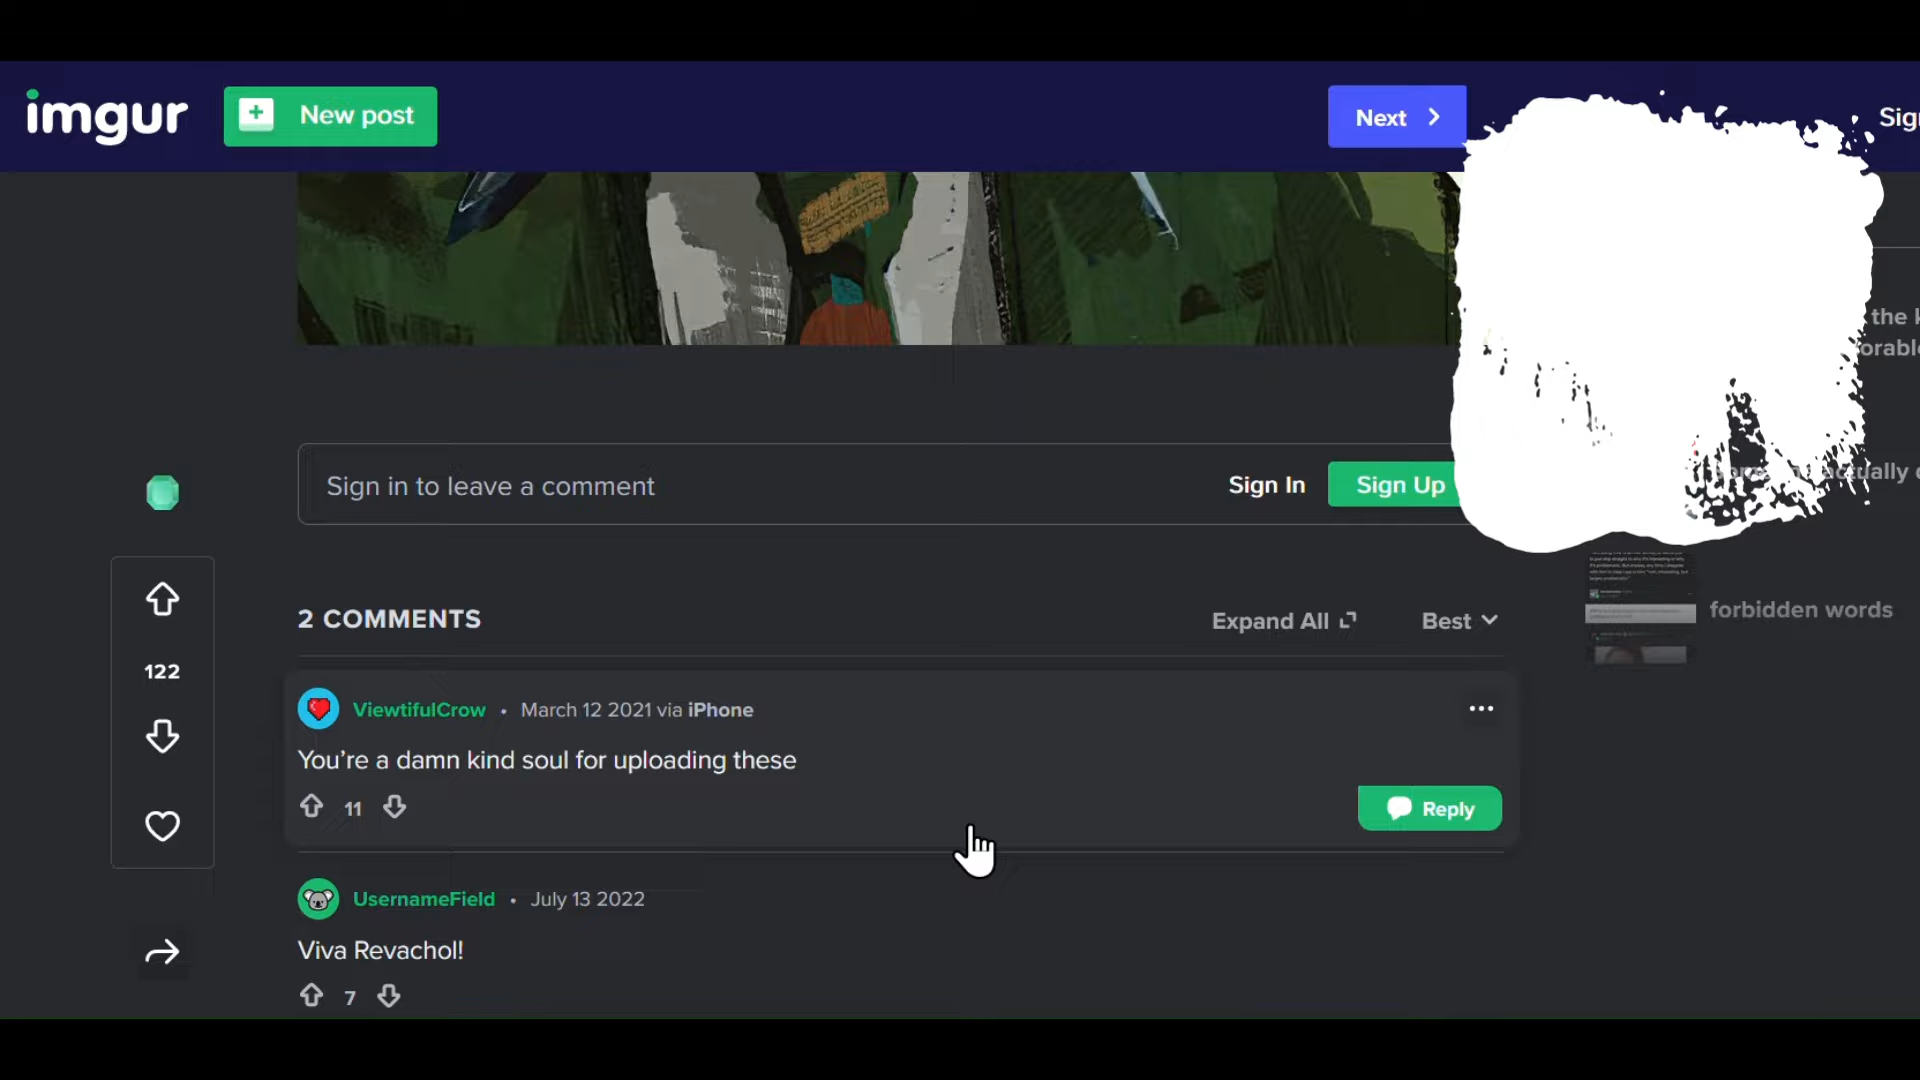 imgur
New post
Next
the
Sign in to leave a comment
Sign In
Sign Up
2 COMMENTS
Expand All
Best
forbidden words
122
ViewtifulCrow • March 12 2021 via iPhone
You're a damn kind soul for uploading these
11
Reply
UsernameField • July 13 2022
Viva Revachol!
7